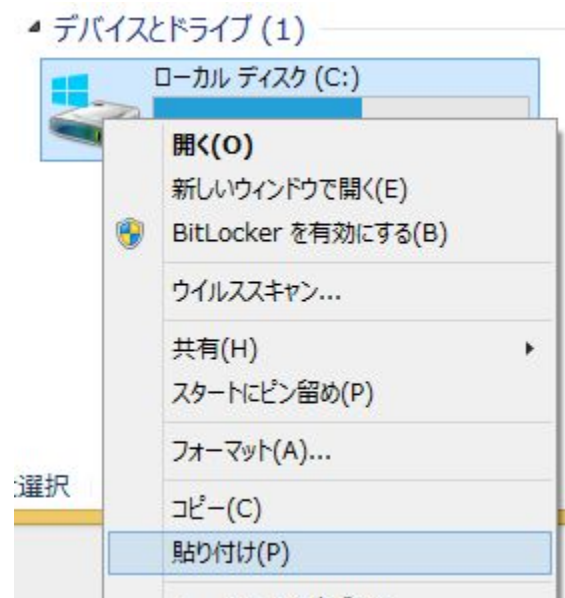 デバイスとドライブ (1)
ローカル ディスク (C:)
開く(O)
新しいウィンドウで開く(E)
BitLocker を有効にする(B)
ウイルススキャン...
共有(H)
スタートにピン留め(P)
フォーマット(A)...
選択
コピー(C)
貼り付け(P)